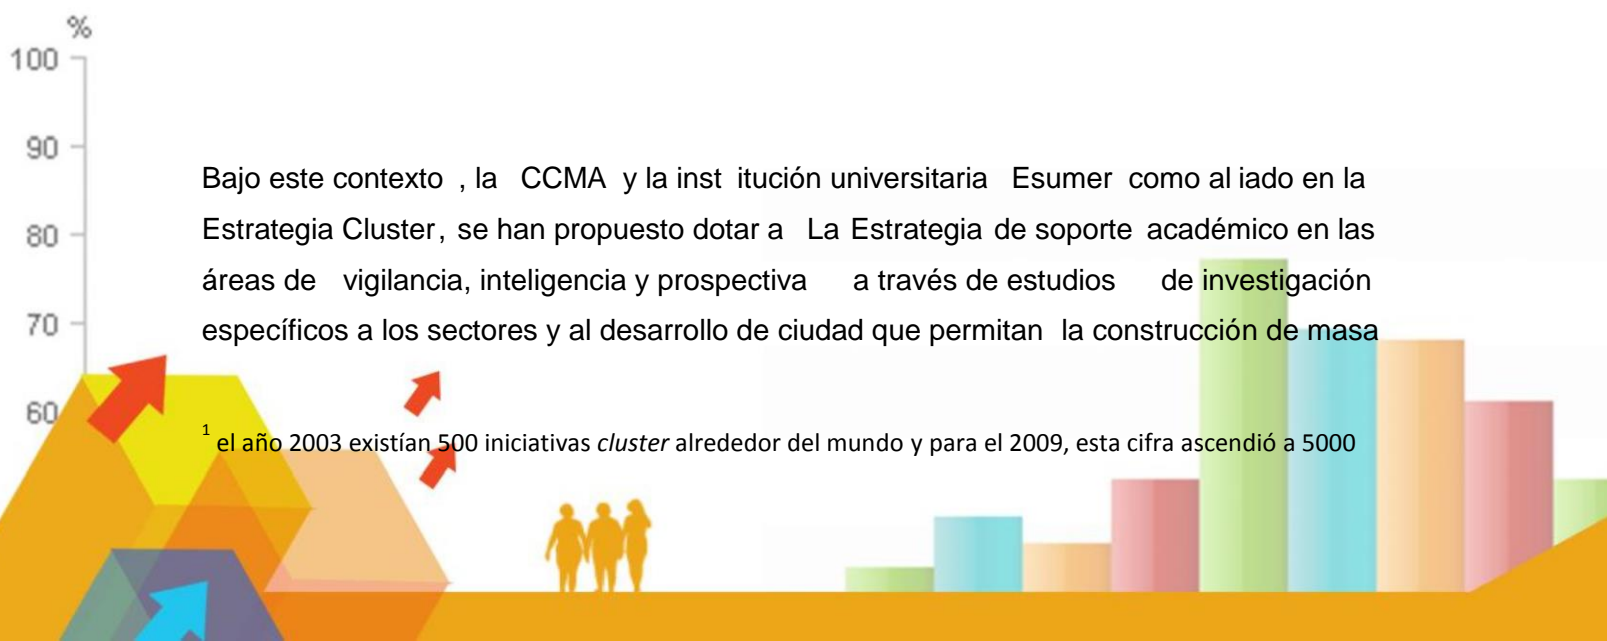 %
100
90
80
70
60
Bajo este contexto , la CCMA y la inst itución universitaria Esumer como al iado en la
Estrategia Cluster, se han propuesto dotar a La Estrategia de soporte académico en las
áreas de vigilancia, inteligencia y prospectiva a través de estudios de investigación
específicos a los sectores y al desarrollo de ciudad que permitan la construcción de masa
1 el año 2003 existían 500 iniciativas cluster alrededor del mundo y para el 2009, esta cifra ascendió a 5000